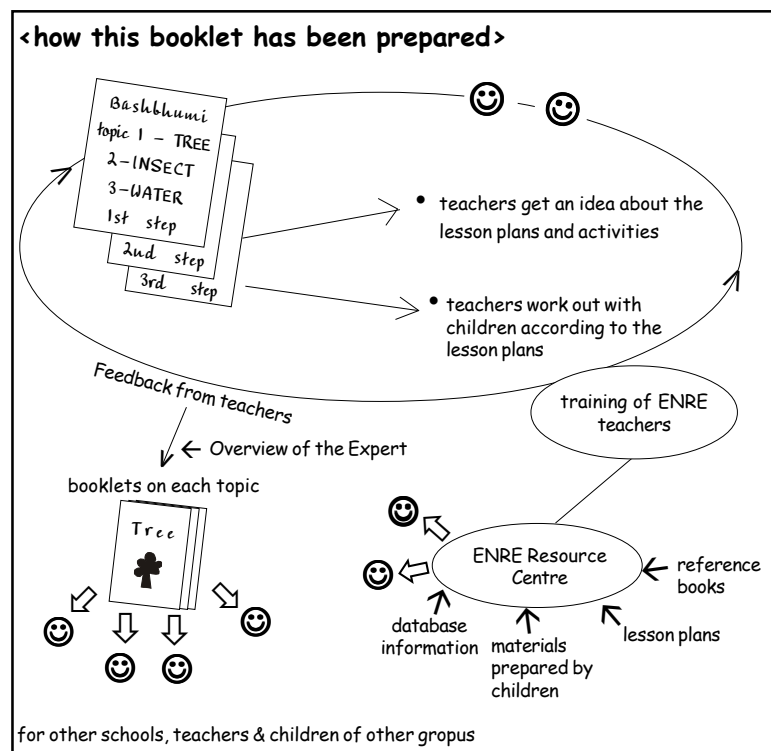 <how this booklet has been prepared>
Bashbhumi
topic 1 - TREE
2-INSECT
3-WATER
1st step
2nd step
3rd step
• teachers get an idea about the
lesson plans and activities
• teachers work out with
children according to the
lesson plans
Feedback from teachers
training of ENRE
teachers
← Overview of the Expert
booklets on each topic
Tree
ENRE Resource
Centre
reference
books
lesson plans
database
information
materials
prepared by
children
for other schools, teachers & children of other gropus